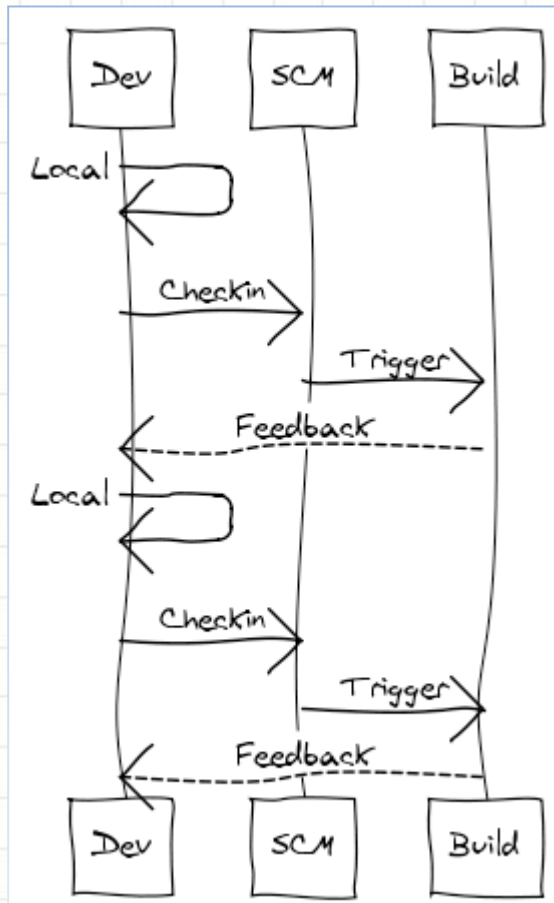 Dev
SCM
Build
Local
Checkin
Trigger
Feedback
Local
Checkin
Trigger
Feedback
Dev
SCM
Build